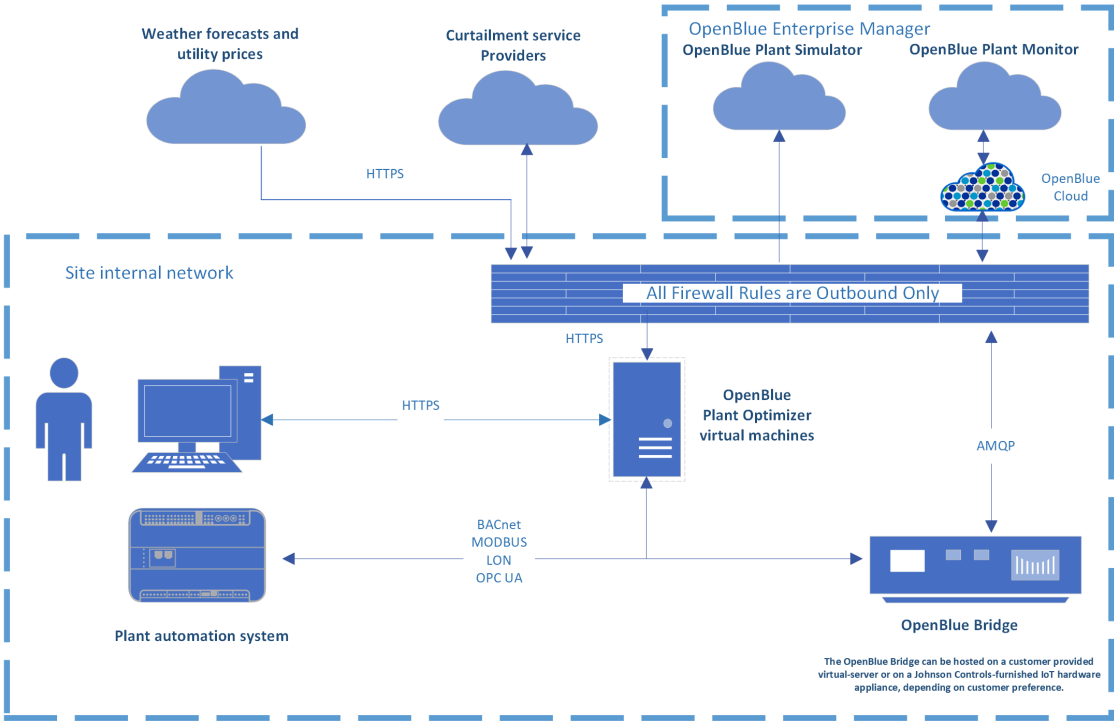 Weather forecasts and
utility prices
Curtailment service
Providers
OpenBlue Enterprise Manager
OpenBlue Plant Simulator
OpenBlue Plant Monitor
HTTPS
OpenBlue
Cloud
Site internal network
All Firewall Rules are Outbound Only
HTTPS
HTTPS
OpenBlue
Plant Optimizer
virtual machines
AMQP
BACnet
MODBUS
LON
OPC UA
Plant automation system
OpenBlue Bridge
The OpenBlue Bridge can be hosted on a customer provided
virtual-server or on a Johnson Controls-furnished IoT hardware
appliance, depending on customer preference.